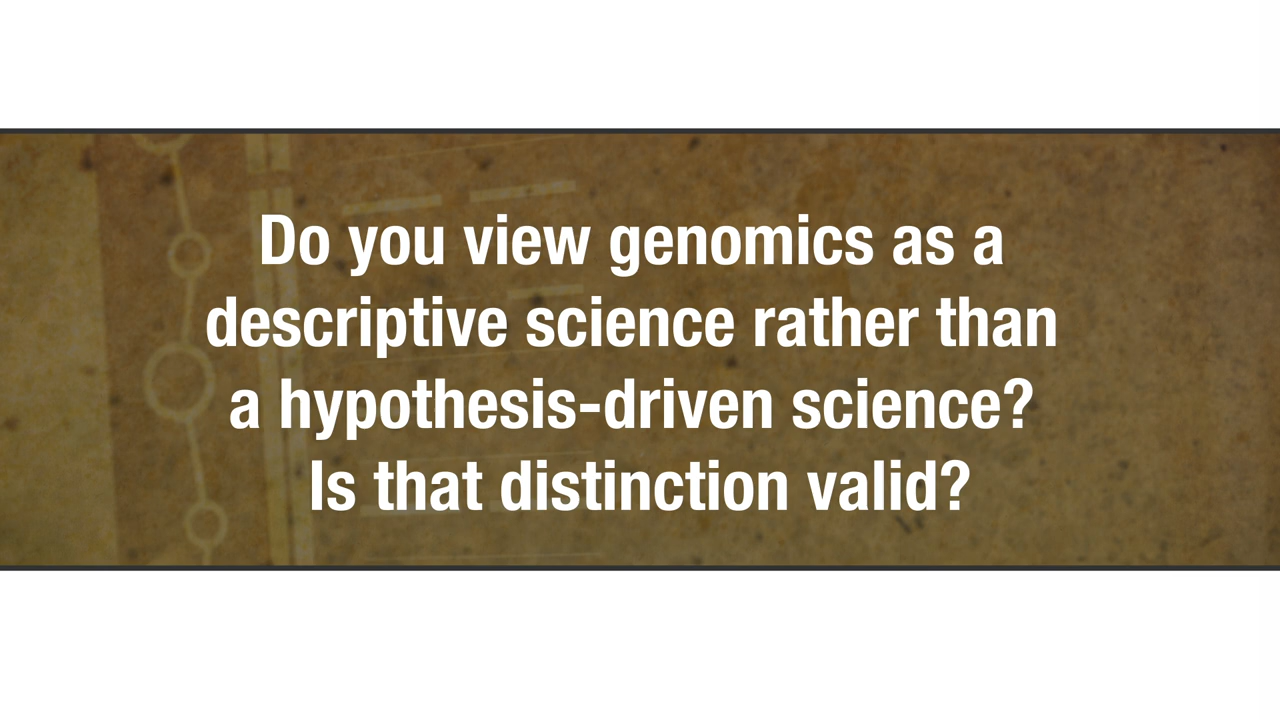 Do you view genomics as a
descriptive science rather than
a hypothesis-driven science?
Is that distinction valid?